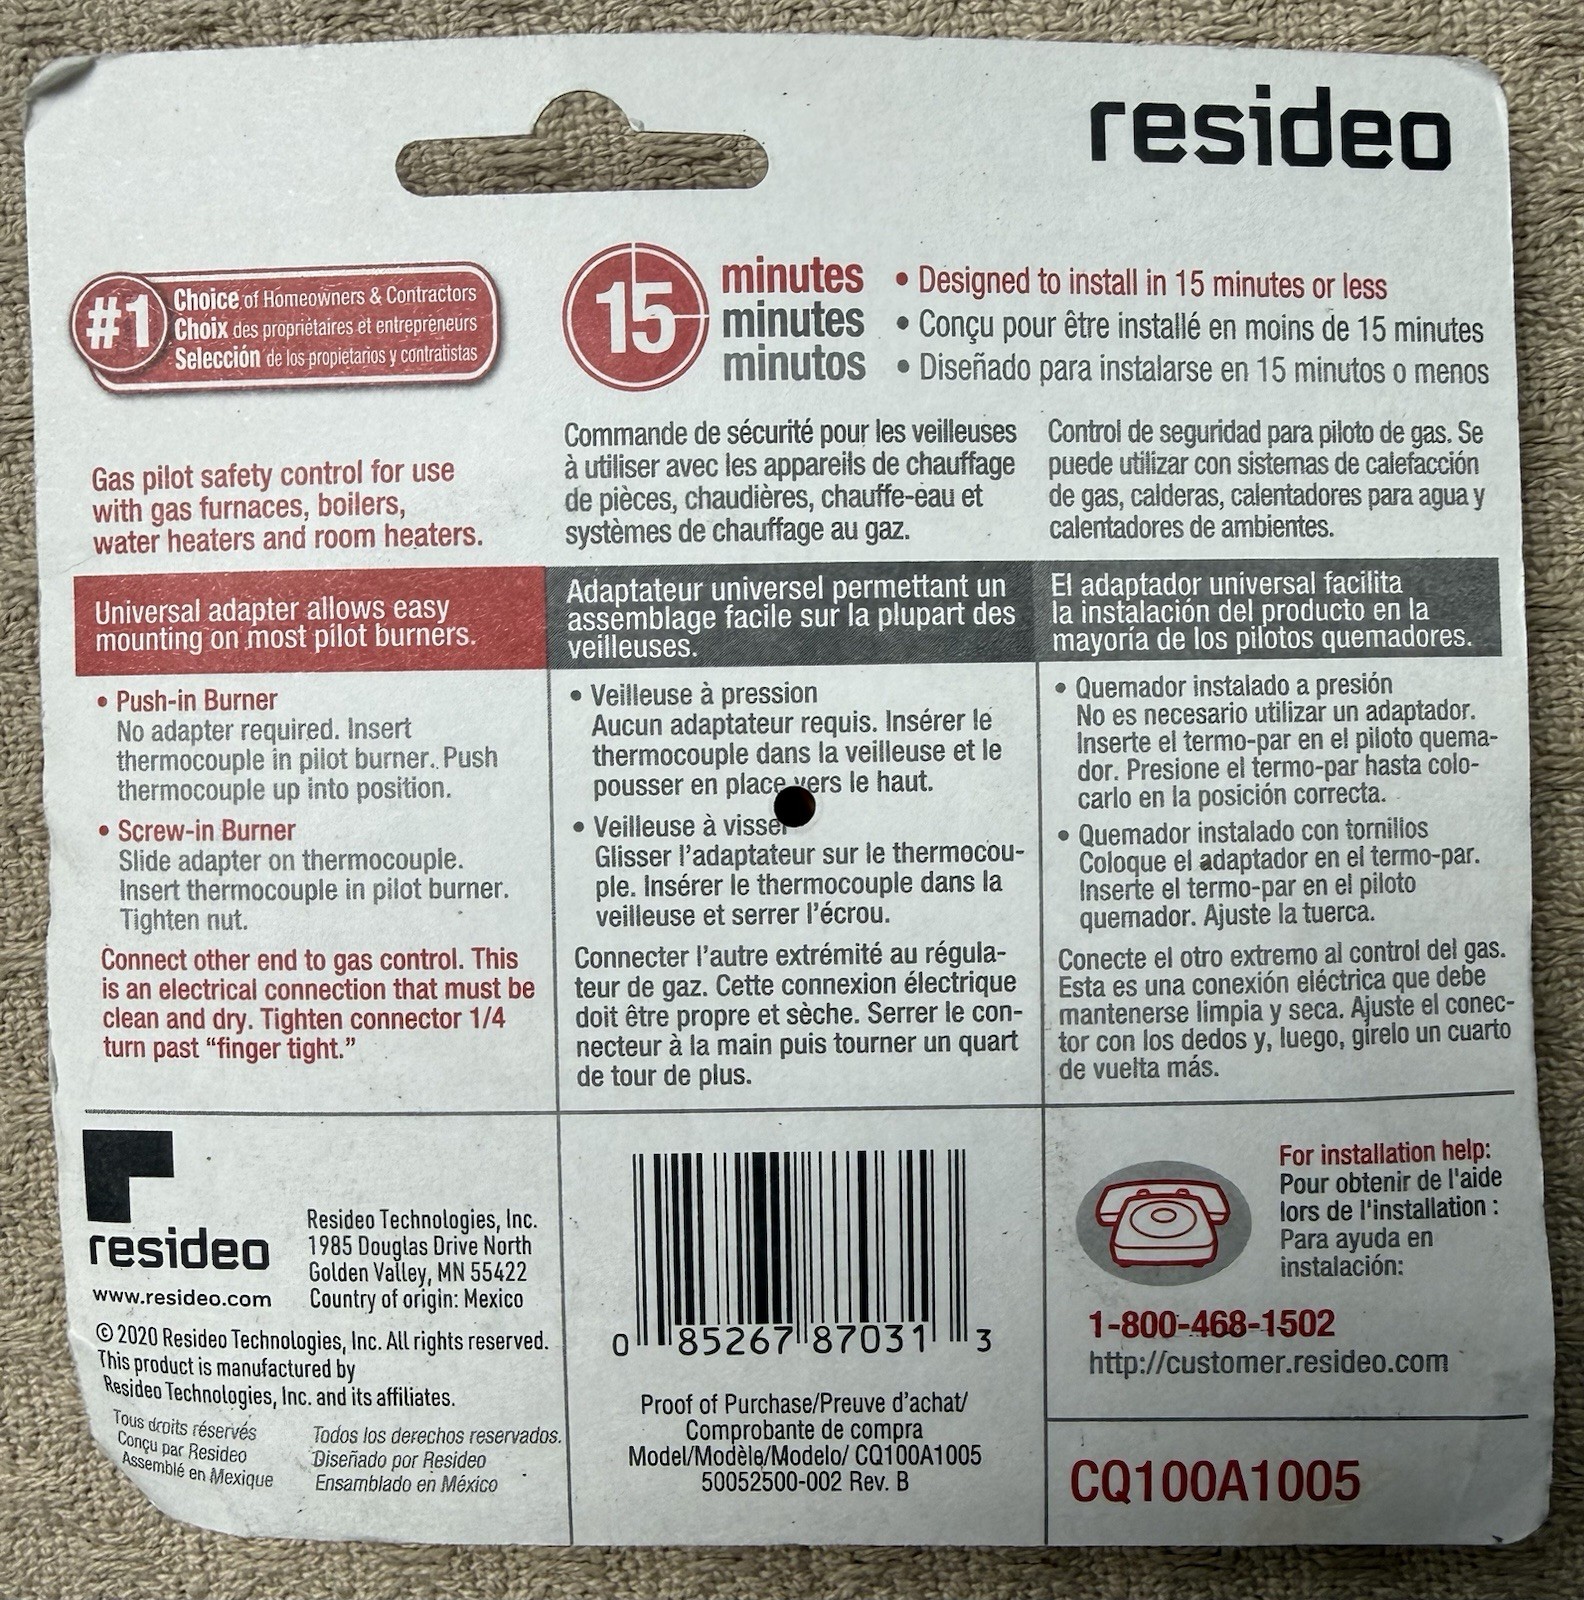 resideo
#1
Choice of Homeowners & Contractors
Choix des propriétaires et entrepreneurs
Selección de los propietarios y contratistas
15
minutes
minutes
minutos
• Designed to install in 15 minutes or less
• Conçu pour être installé en moins de 15 minutes
• Diseñado para instalarse en 15 minutos o menos
Gas pilot safety control for use
with gas furnaces, boilers,
water heaters and room heaters.
Commande de sécurité pour les veilleuses
à utiliser avec les appareils de chauffage
de pièces, chaudières, chauffe-eau et
systèmes de chauffage au gaz.
Control de seguridad para piloto de gas. Se
puede utilizar con sistemas de calefacción
de gas, calderas, calentadores para agua y
calentadores de ambientes.
Universal adapter allows easy
mounting on most pilot burners.
Adaptateur universel permettant un
assemblage facile sur la plupart des
veilleuses.
El adaptador universal facilita
la instalación del producto en la
mayoría de los pilotos quemadores.
• Push-in Burner
No adapter required. Insert
thermocouple in pilot burner. Push
thermocouple up into position.
• Screw-in Burner
Slide adapter on thermocouple.
Insert thermocouple in pilot burner.
Tighten nut.
Connect other end to gas control. This
is an electrical connection that must be
clean and dry. Tighten connector 1/4
turn past “finger tight.”
• Veilleuse à pression
Aucun adaptateur requis. Insérer le
thermocouple dans la veilleuse et le
pousser en place vers le haut.
• Veilleuse à visser
Glisser l’adaptateur sur le thermocou-
ple. Insérer le thermocouple dans la
veilleuse et serrer l’écrou.
Connecter l’autre extrémité au régula-
teur de gaz. Cette connexion électrique
doit être propre et sèche. Serrer le con-
necteur à la main puis tourner un quart
de tour de plus.
• Quemador instalado a presión
No es necesario utilizar un adaptador.
Inserte el termo-par en el piloto quema-
dor. Presione el termo-par hasta colo-
carlo en la posición correcta.
• Quemador instalado con tornillos
Coloque el adaptador en el termo-par.
Inserte el termo-par en el piloto
quemador. Ajuste la tuerca.
Conecte el otro extremo al control del gas.
Esta es una conexión eléctrica que debe
mantenerse limpia y seca. Ajuste el conec-
tor con los dedos y, luego, gírelo un cuarto
de vuelta más.
resideo
www.resideo.com
Resideo Technologies, Inc.
1985 Douglas Drive North
Golden Valley, MN 55422
Country of origin: Mexico
© 2020 Resideo Technologies, Inc. All rights reserved.
This product is manufactured by
Resideo Technologies, Inc. and its affiliates.
Tous droits réservés
Conçu par Resideo
Assemblé en Mexique
Todos los derechos reservados.
Diseñado por Resideo
Ensamblado en México
0 85267 87031 3
Proof of Purchase/Preuve d’achat/
Comprobante de compra
Model/Modèle/Modelo/ CQ100A1005
50052500-002 Rev. B
For installation help:
Pour obtenir de l'aide
lors de l'installation :
Para ayuda en
instalación:
1-800-468-1502
http://customer.resideo.com
CQ100A1005